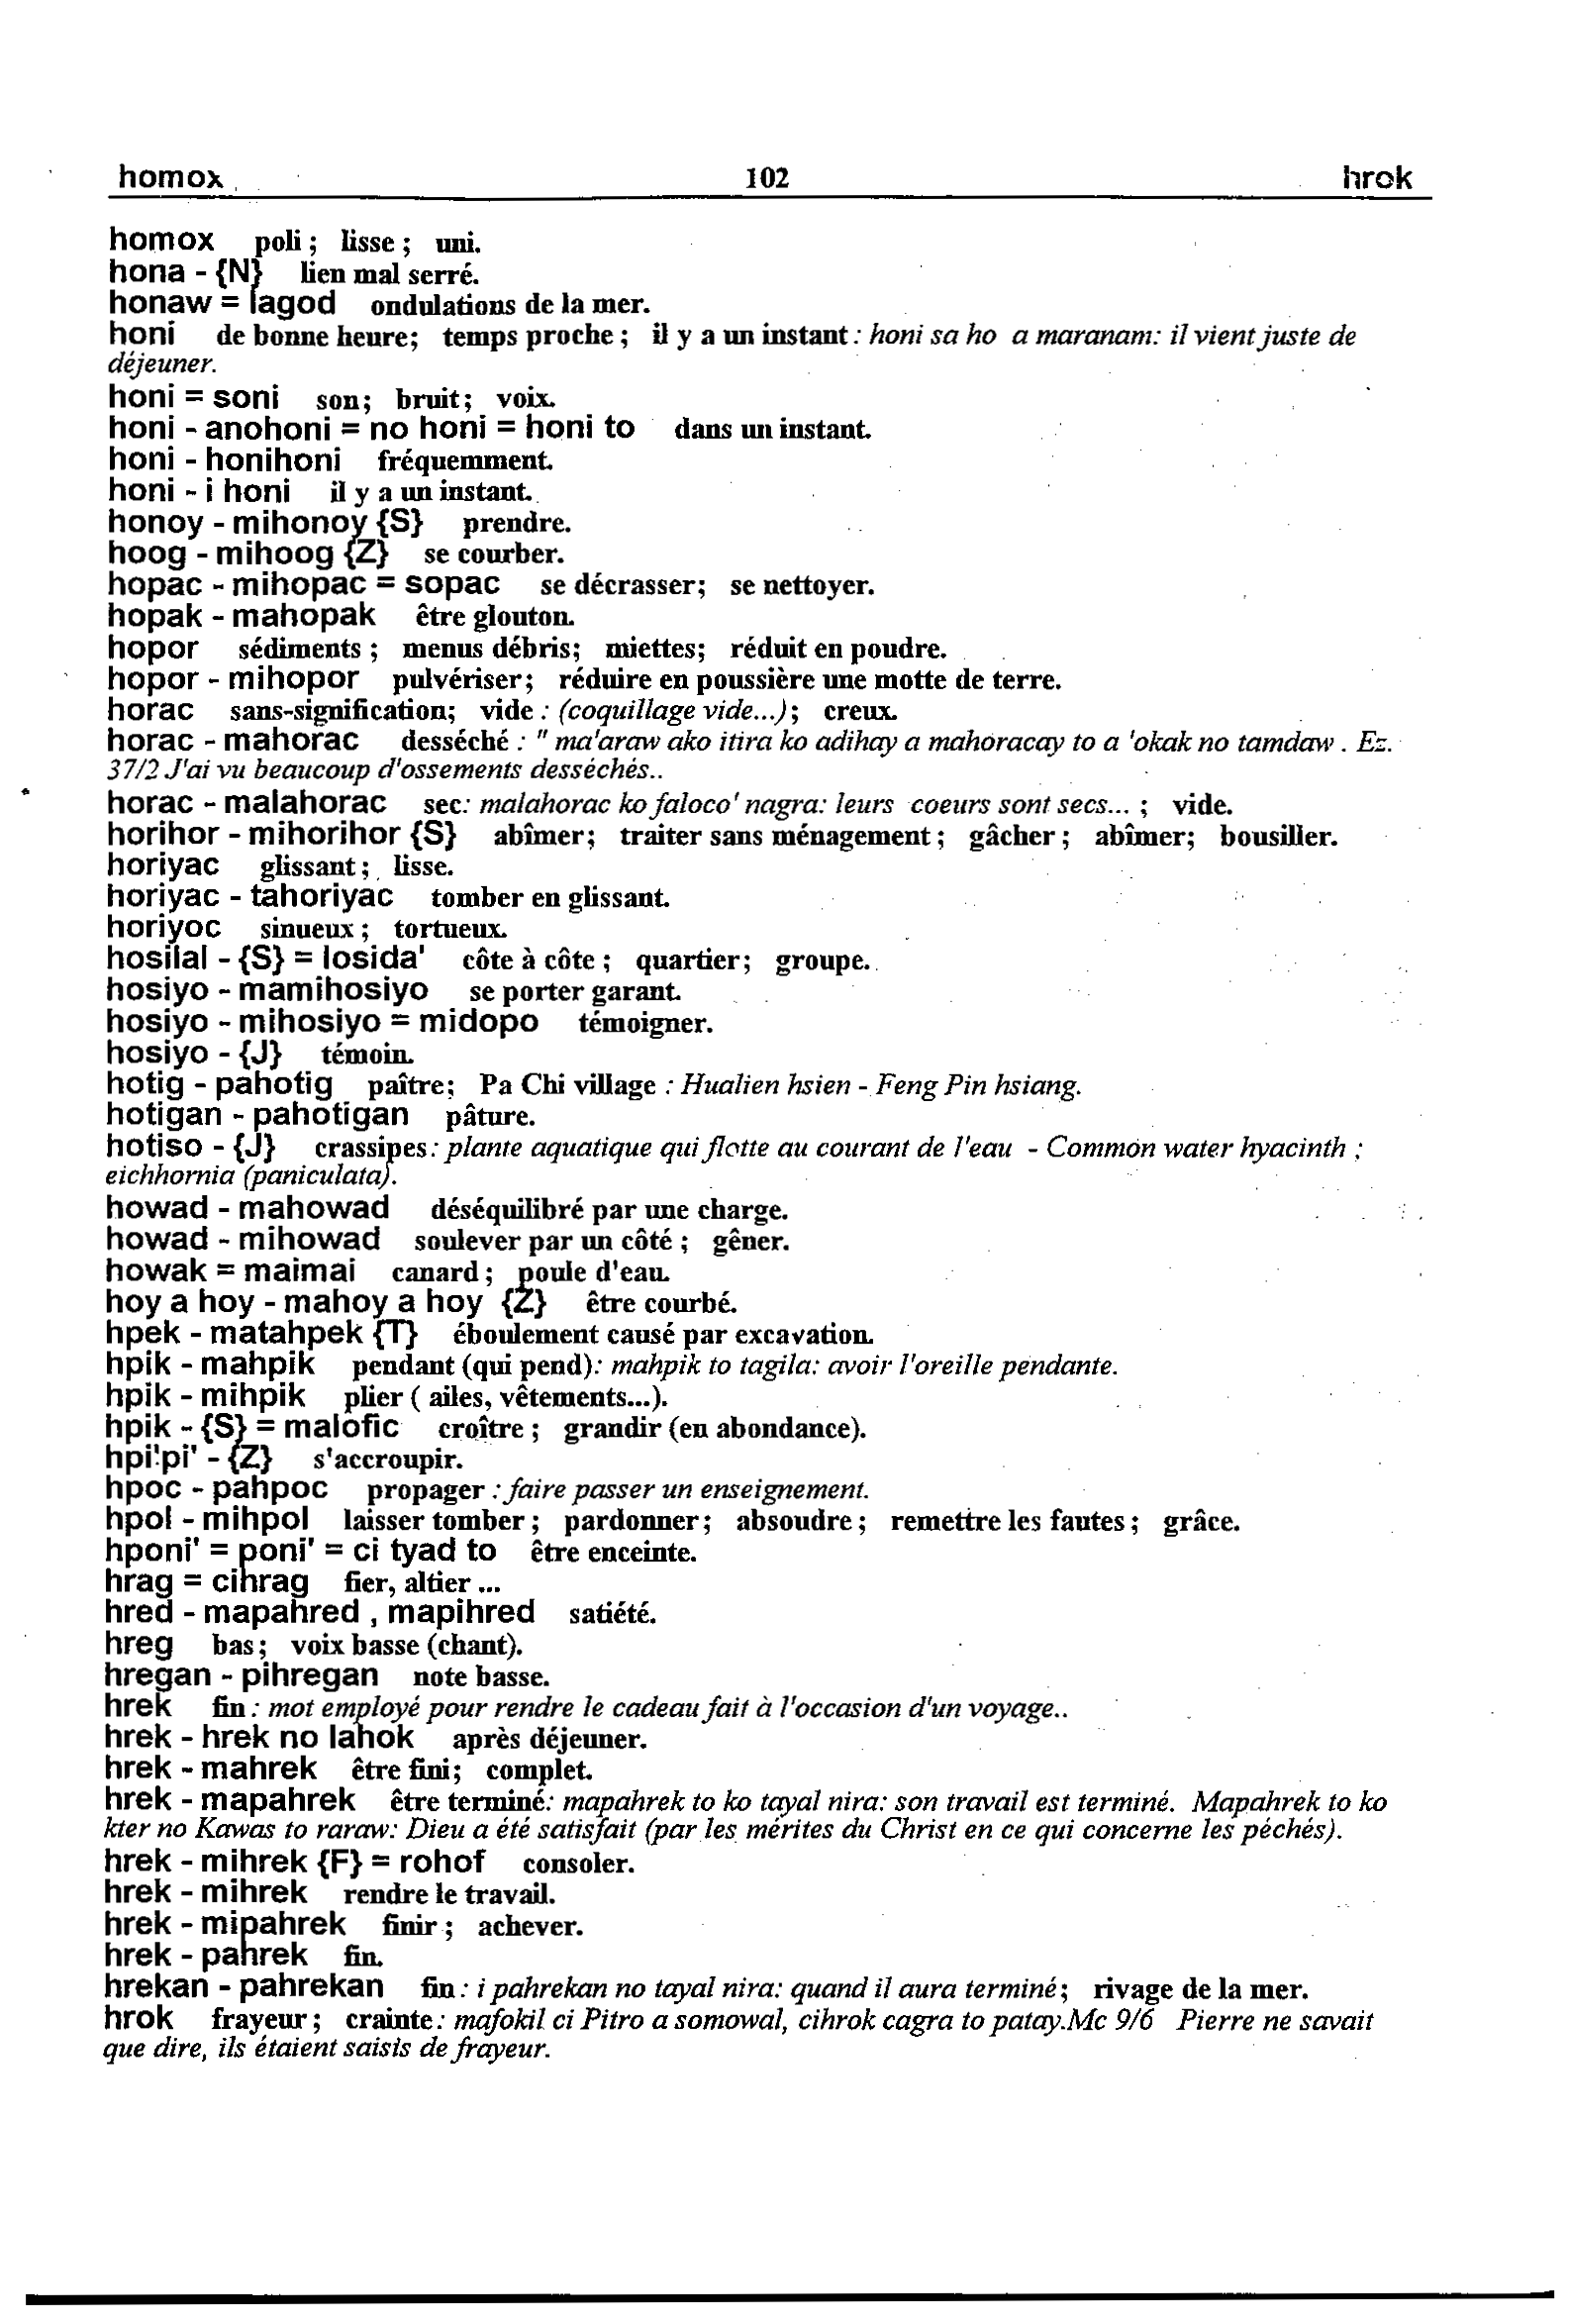 homox 102 hrok
homox poli ; lisse ; uni.
hona - {N} lien mal serré.
honaw = lagod ondulations de la mer.
honi de bonne heure; temps proche ; il y a un instant : honi sa ho a maranam: il vient juste de
déjeuner.
honi = soni son; bruit; voix.
honi - anohoni = no honi = honi to dans un instant.
honi - honihoni fréquemment.
honi - i honi il y a un instant.
honoy - mihonoy {S} prendre.
hoog - mihoog {Z} se courber.
hopac - mihopac = sopac se décrasser; se nettoyer.
hopak - mahopak être glouton.
hopor sédiments ; menus débris; miettes; réduit en poudre.
hopor - mihopor pulvériser; réduire en poussière une motte de terre.
horac sans-signification; vide : (coquillage vide...); creux.
horac - mahorac desséché : " ma'araw ako itira ko adihay a mahoracay to a 'okak no tamdaw . Ez.
37/2 J'ai vu beaucoup d'ossements desséchés..
horac - malahorac sec: malahorac ko faloco' nagra: leurs coeurs sont secs... ; vide.
horihor - mihorihor {S} abîmer; traiter sans ménagement ; gâcher ; abîmer; bousiller.
horiyac glissant ; lisse.
horiyac - tahoriyac tomber en glissant.
horiyoc sinueux ; tortueux.
hosilal - {S} = losida' côte à côte ; quartier; groupe.
hosiyo - mamihosiyo se porter garant.
hosiyo - mihosiyo = midopo témoigner.
hosiyo - {J} témoin.
hotig - pahotig paître; Pa Chi village : Hualien hsien - Feng Pin hsiang.
hotigan - pahotigan pâture.
hotiso - {J} crassipes: plante aquatique qui flotte au courant de l'eau - Common water hyacinth ;
eichhornia (paniculata).
howad - mahowad déséquilibré par une charge.
howad - mihowad soulever par un côté ; gêner.
howak = maimai canard ; poule d'eau.
hoy a hoy - mahoy a hoy {Z} être courbé.
hpek - matahpek {T} éboulement causé par excavation.
hpik - mahpik pendant (qui pend): mahpik to tagila: avoir l'oreille pendante.
hpik - mihpik plier ( ailes, vêtements...).
hpik - {S} = malofic croître ; grandir (en abondance).
hpi'pi' - {Z} s'accroupir.
hpoc - pahpoc propager : faire passer un enseignement.
hpol - mihpol laisser tomber ; pardonner; absoudre ; remettre les fautes ; grâce.
hponi' = poni' = ci tyad to être enceinte.
hrag = cihrag fier, altier ...
hred - mapahred , mapihred satiété.
hreg bas ; voix basse (chant).
hregan - pihregan note basse.
hrek fin : mot employé pour rendre le cadeau fait à l'occasion d'un voyage..
hrek - hrek no lahok après déjeuner.
hrek - mahrek être fini; complet.
hrek - mapahrek être terminé: mapahrek to ko tayal nira: son travail est terminé. Mapahrek to ko
kter no Kawas to raraw: Dieu a été satisfait (par les mérites du Christ en ce qui concerne les péchés).
hrek - mihrek {F} = rohof consoler.
hrek - mihrek rendre le travail.
hrek - mipahrek finir ; achever.
hrek - pahrek fin.
hrekan - pahrekan fin : i pahrekan no tayal nira: quand il aura terminé ; rivage de la mer.
hrok frayeur ; crainte : mafokil ci Pitro a somowal, cihrok cagra to patay.Mc 9/6 Pierre ne savait
que dire, ils étaient saisis de frayeur.